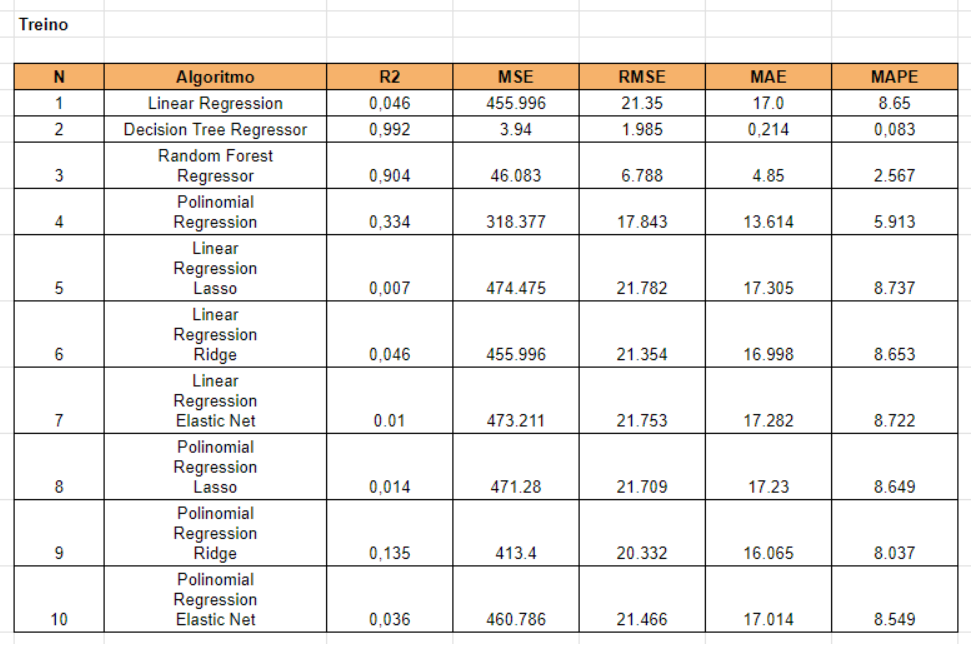 Treino
N Algoritmo R2 MSE RMSE MAE MAPE
1 Linear Regression 0,046 455.996 21.35 17.0 8.65
2 Decision Tree Regressor 0,992 3.94 1.985 0,214 0,083
Random Forest
3 Regressor 0,904 46.083 6.788 4.85 2.567
Polinomial
4 Regression 0,334 318.377 17.843 13.614 5.913
Linear
Regression
5 Lasso 0,007 474.475 21.782 17.305 8.737
Linear
Regression
6 Ridge 0,046 455.996 21.354 16.998 8.653
Linear
Regression
7 Elastic Net 0.01 473.211 21.753 17.282 8.722
Polinomial
Regression
8 Lasso 0,014 471.28 21.709 17.23 8.649
Polinomial
Regression
9 Ridge 0,135 413.4 20.332 16.065 8.037
Polinomial
Regression
10 Elastic Net 0,036 460.786 21.466 17.014 8.549